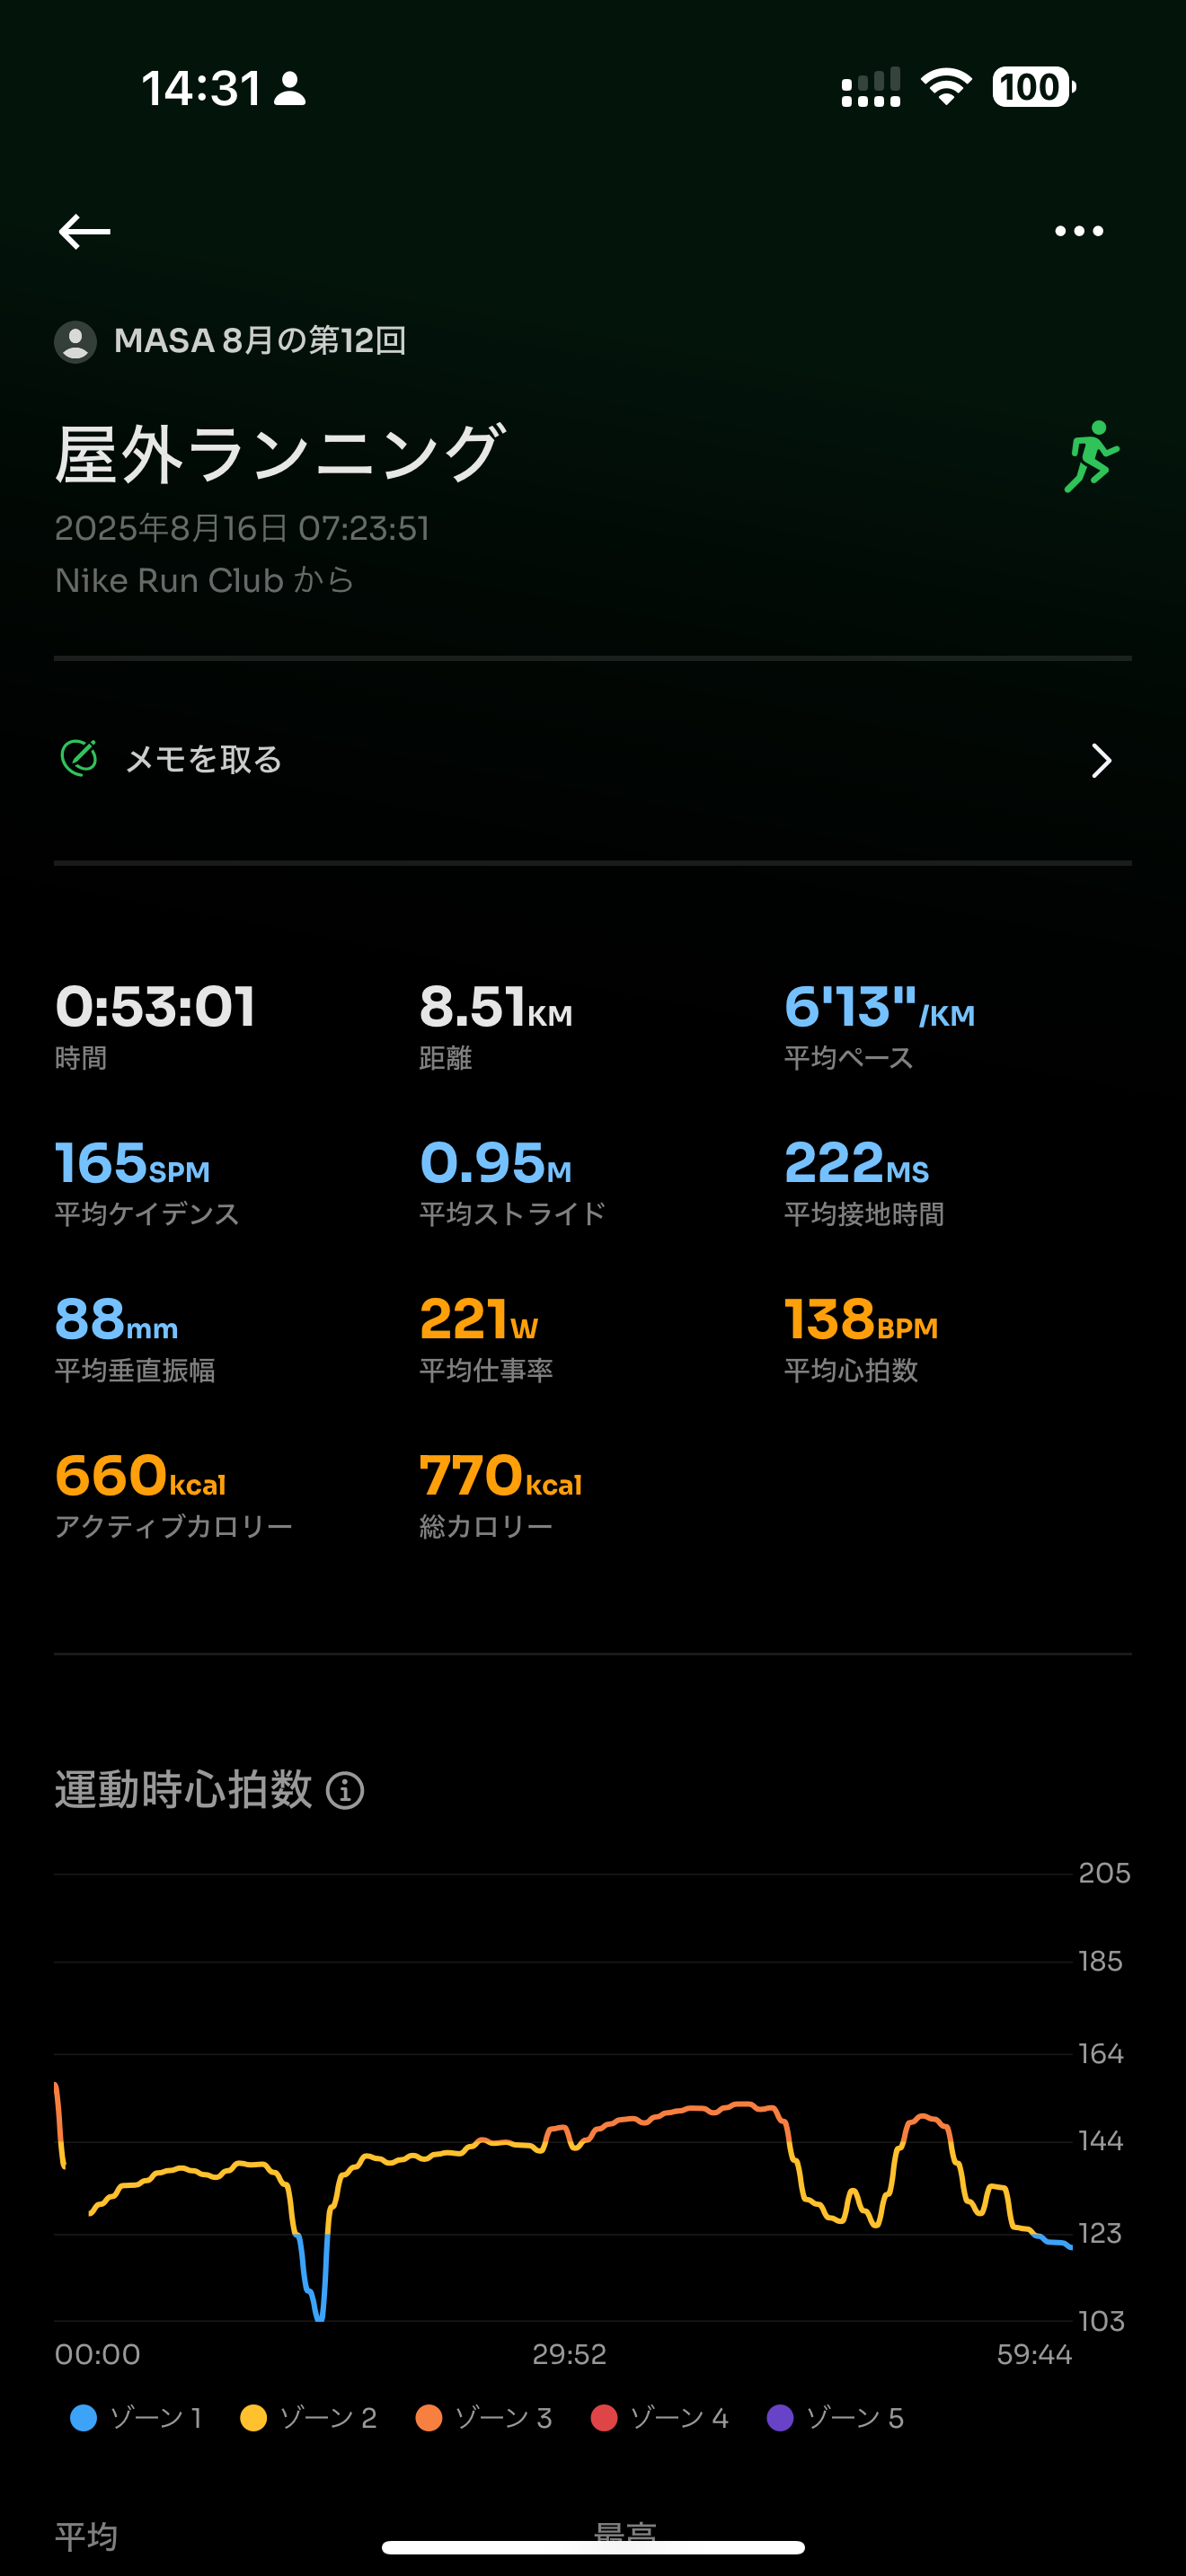 14:31
100
MASA 8月の第12回
屋外ランニング
2025年8月16日 07:23:51
Nike Run Club から
メモを取る
0:53:01 8.51KM 6'13"/KM
時間 距離 平均ペース
165SPM 0.95M 222MS
平均ケイデンス 平均ストライド 平均接地時間
88mm 221W 138BPM
平均垂直振幅 平均仕事率 平均心拍数
660kcal 770kcal
アクティブカロリー 総カロリー
運動時心拍数
205
185
164
144
123
103
00:00 29:52 59:44
ゾーン 1 ゾーン 2 ゾーン 3 ゾーン 4 ゾーン 5
平均 最高